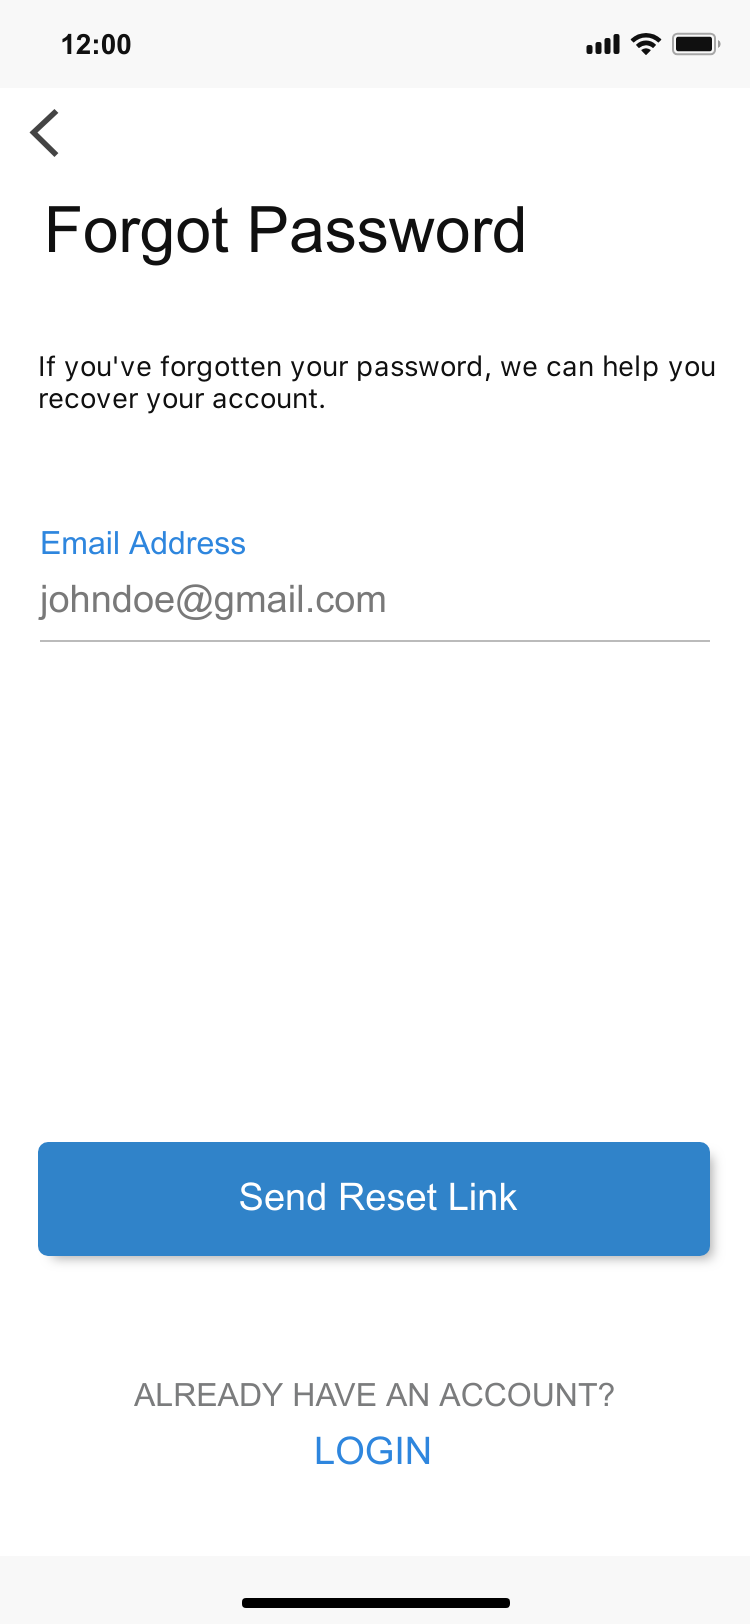 12:00
Forgot Password
If you've forgotten your password, we can help you
recover your account.
Email Address
johndoe@gmail.com
Send Reset Link
ALREADY HAVE AN ACCOUNT?
LOGIN